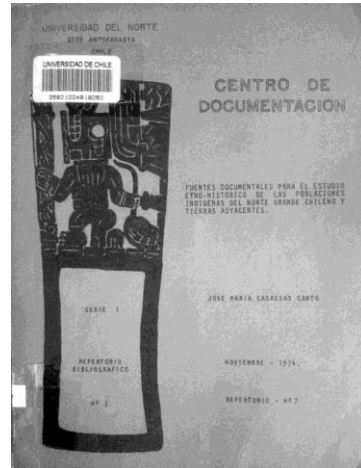 UNIVERSIDAD DEL NORTE
SEDE ANTOFAGASTA
CHILE
UNIVERSIDAD DE CHILE
CENTRO DE
DOCUMENTACION
FUENTES DOCUMENTALES PARA EL ESTUDIO
ETNO-HISTORICO DE LAS POBLACIONES
INDIGENAS DEL NORTE GRANDE CHILENO Y
TIERRAS ADYACENTES.
JOSE MARIA CASASSAS CANTO
SERIE 1
REPERTORIO
BIBLIOGRAFICO
NOVIEMBRE - 1974.
REPERTORIO - Nº 7